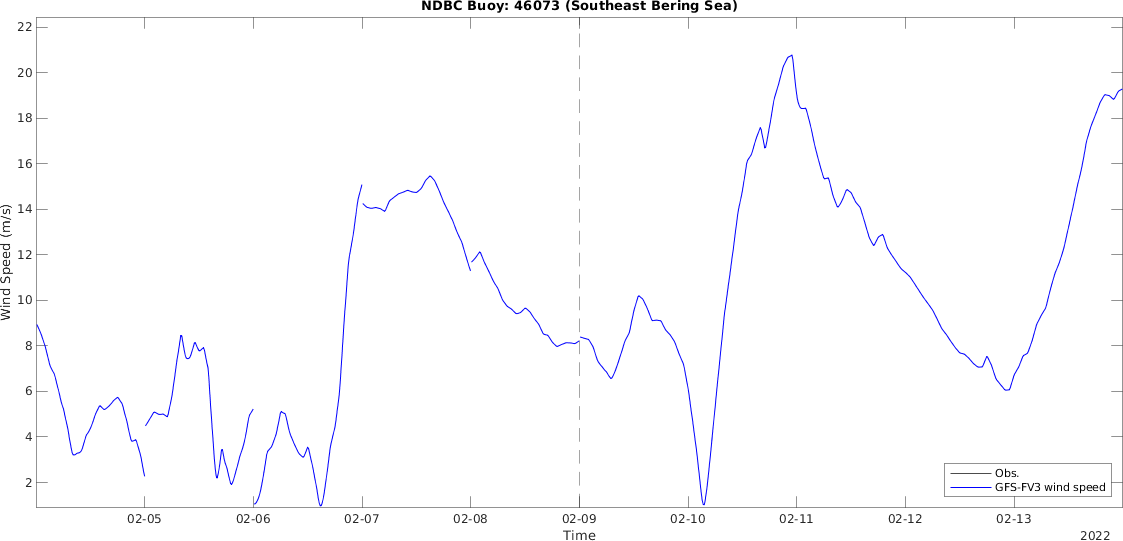 NDBC Buoy: 46073 (Southeast Bering Sea)
22
20
18
16
14
12
10
8
6
4
2
Wind Speed (m/s)
02-05 02-06 02-07 02-08 02-09 02-10 02-11 02-12 02-13
Time
2022
Obs.
GFS-FV3 wind speed